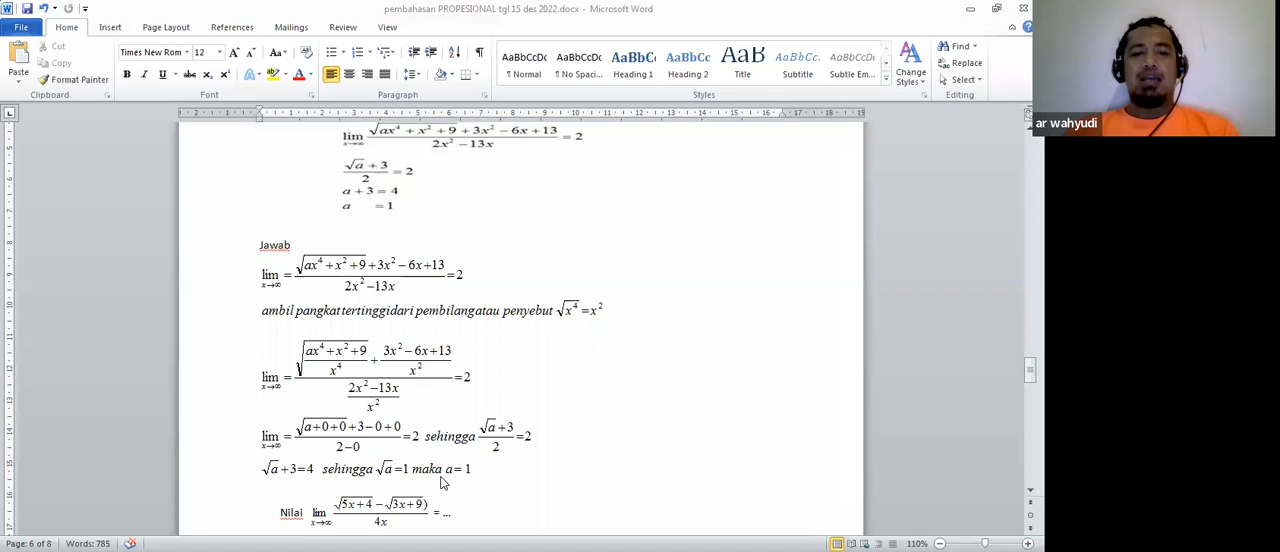 pembahasan PROPESIONAL tgl 15 des 2022.docx - Microsoft Word
File Home Insert Page Layout References Mailings Review View
Paste Cut Copy Format Painter
Times New Rom 12 Aa
B I U abc x₂ x² A
AaBbCcDc AaBbCcDc AaBbC AaBbCc AaB AaBbCc. AaBbCcDc
¶ Normal ¶ No Spaci... Heading 1 Heading 2 Title Subtitle Subtle Em...
Change Styles
Find Replace Select
Clipboard Font Paragraph Styles Editing
ar wahyudi
lim x→∞ (√(ax⁴ + x² + 9 + 3x² − 6x + 13)) / (2x² − 13x) = 2
(√a + 3) / 2 = 2
a + 3 = 4
a = 1
Jawab
lim x→∞ = (√(ax⁴ + x² + 9) + 3x² − 6x + 13) / (2x² − 13x) = 2
ambil pangkat tertinggi dari pembilang atau penyebut √x⁴ = x²
lim x→∞ = (√((ax⁴ + x² + 9) / x⁴) + (3x² − 6x + 13) / x²) / ((2x² − 13x) / x²) = 2
lim x→∞ = (√(a + 0 + 0) + 3 − 0 + 0) / (2 − 0) = 2 sehingga (√a + 3) / 2 = 2
√a + 3 = 4 sehingga √a = 1 maka a = 1
Nilai lim x→∞ (√(5x + 4) − √(3x + 9)) / 4x = ...
Page: 6 of 8 Words: 785 110%